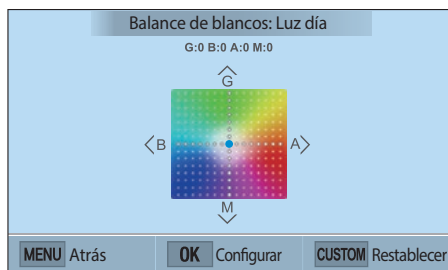 Balance de blancos: Luz día
G:0 B:0 A:0 M:0
G
B A
M
MENU Atrás OK Configurar CUSTOM Restablecer